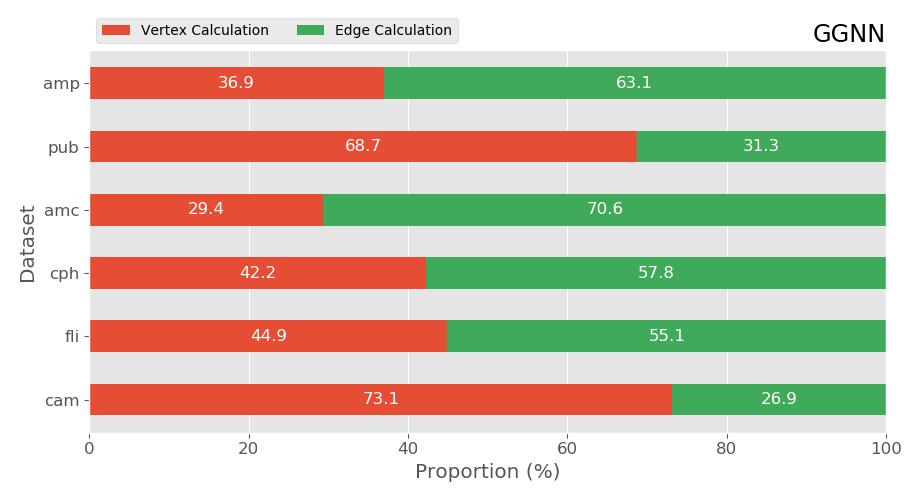 Vertex Calculation Edge Calculation GGNN
amp 36.9 63.1
pub 68.7 31.3
amc 29.4 70.6
cph 42.2 57.8
fli 44.9 55.1
cam 73.1 26.9
Dataset
0 20 40 60 80 100
Proportion (%)